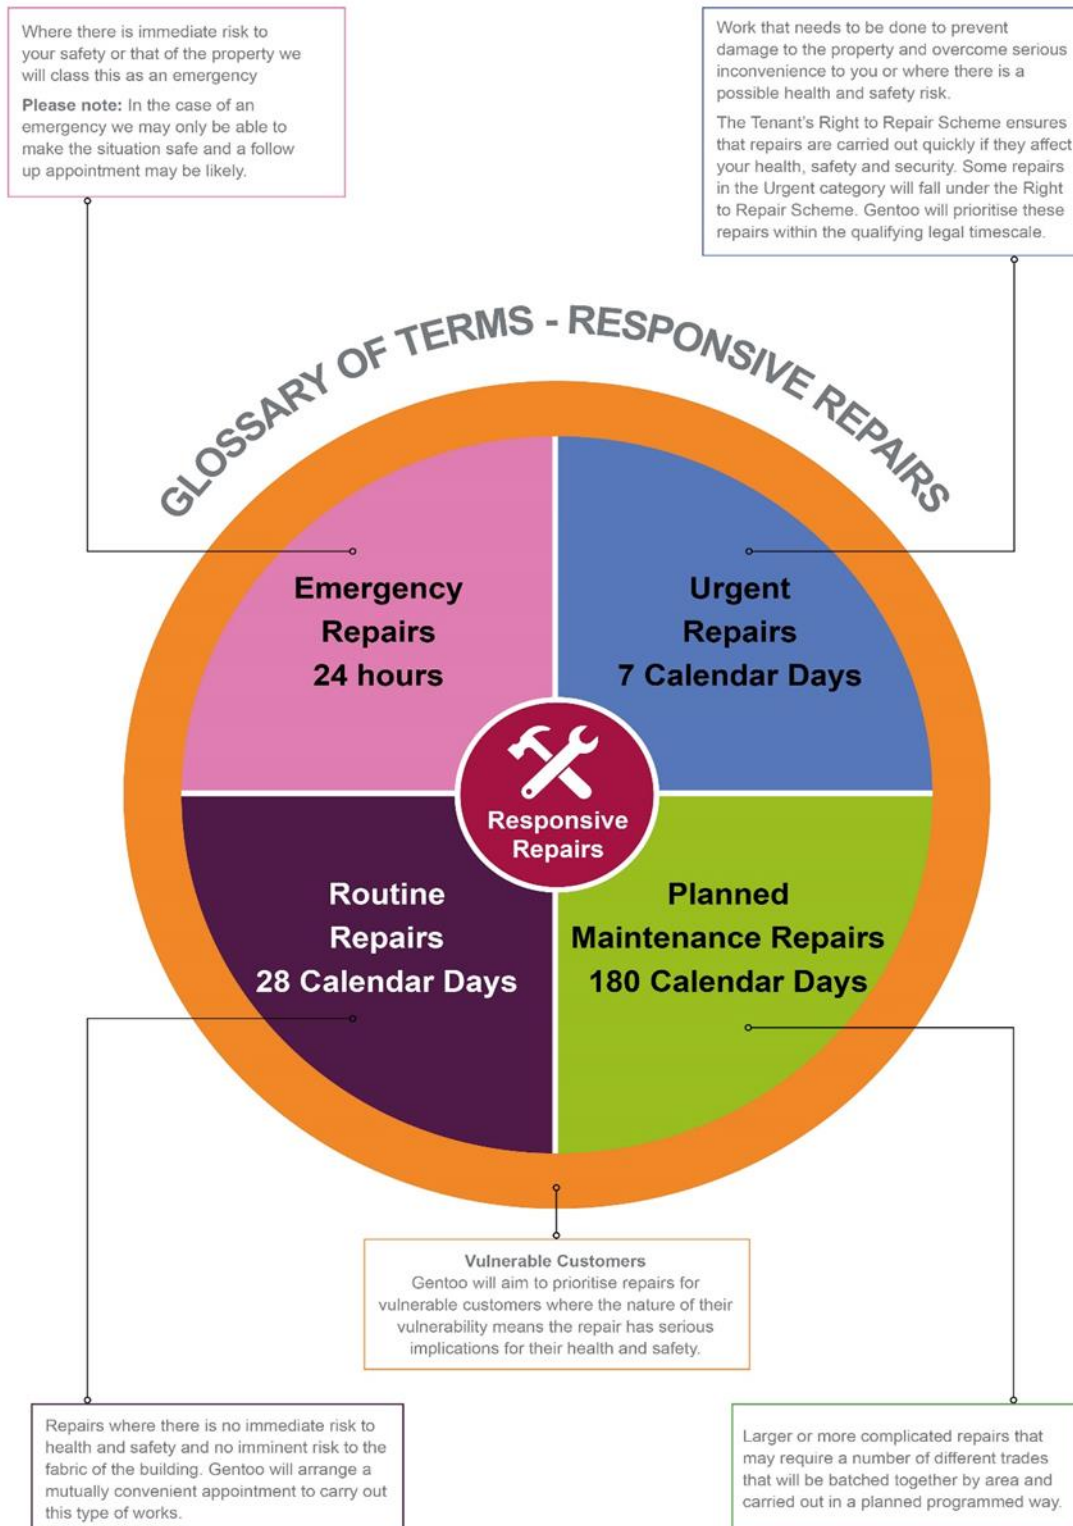 Where there is immediate risk to
your safety or that of the property we
will class this as an emergency
Please note: In the case of an
emergency we may only be able to
make the situation safe and a follow
up appointment may be likely.
Work that needs to be done to prevent
damage to the property and overcome serious
inconvenience to you or where there is a
possible health and safety risk.
The Tenant's Right to Repair Scheme ensures
that repairs are carried out quickly if they affect
your health, safety and security. Some repairs
in the Urgent category will fall under the Right
to Repair Scheme. Gentoo will prioritise these
repairs within the qualifying legal timescale.
GLOSSARY OF TERMS - RESPONSIVE REPAIRS
Emergency
Repairs
24 hours
Urgent
Repairs
7 Calendar Days
Responsive
Repairs
Routine
Repairs
28 Calendar Days
Planned
Maintenance Repairs
180 Calendar Days
Vulnerable Customers
Gentoo will aim to prioritise repairs for
vulnerable customers where the nature of their
vulnerability means the repair has serious
implications for their health and safety.
Repairs where there is no immediate risk to
health and safety and no imminent risk to the
fabric of the building. Gentoo will arrange a
mutually convenient appointment to carry out
this type of works.
Larger or more complicated repairs that
may require a number of different trades
that will be batched together by area and
carried out in a planned programmed way.